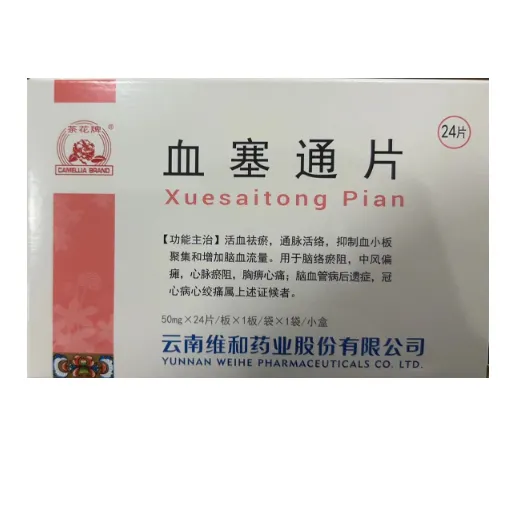 茶花牌®
CAMELLIA BRAND
24片
血塞通片
Xuesaitong Pian
【功能主治】活血祛瘀，通脉活络，抑制血小板
聚集和增加脑血流量。用于脑络瘀阻，中风偏
瘫，心脉瘀阻，胸痹心痛；脑血管病后遗症，冠
心病心绞痛属上述证候者。
50mg×24片/板×1板/袋×1袋/小盒
云南维和药业股份有限公司
YUNNAN WEIHE PHARMACEUTICALS CO. LTD.